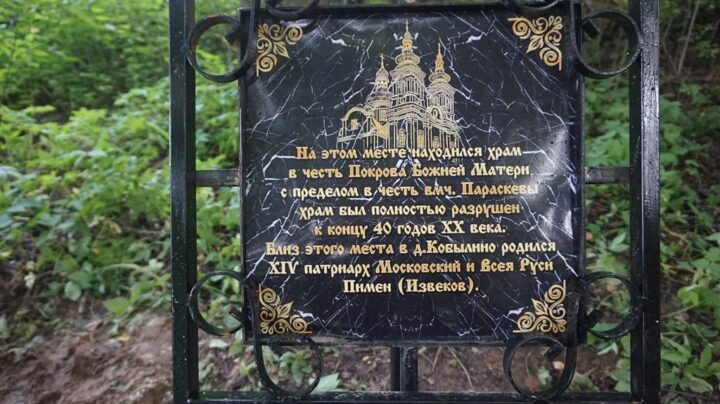 На этом месте находился храм
в честь Покрова Божией Матери
с пределом в честь вмч. Параскевы
храм был полностью разрушен
к концу 40 годов XX века.
Близ этого места в д.Кобылино родился
XIV патриарх Московский и Всея Руси
Пимен (Извеков).